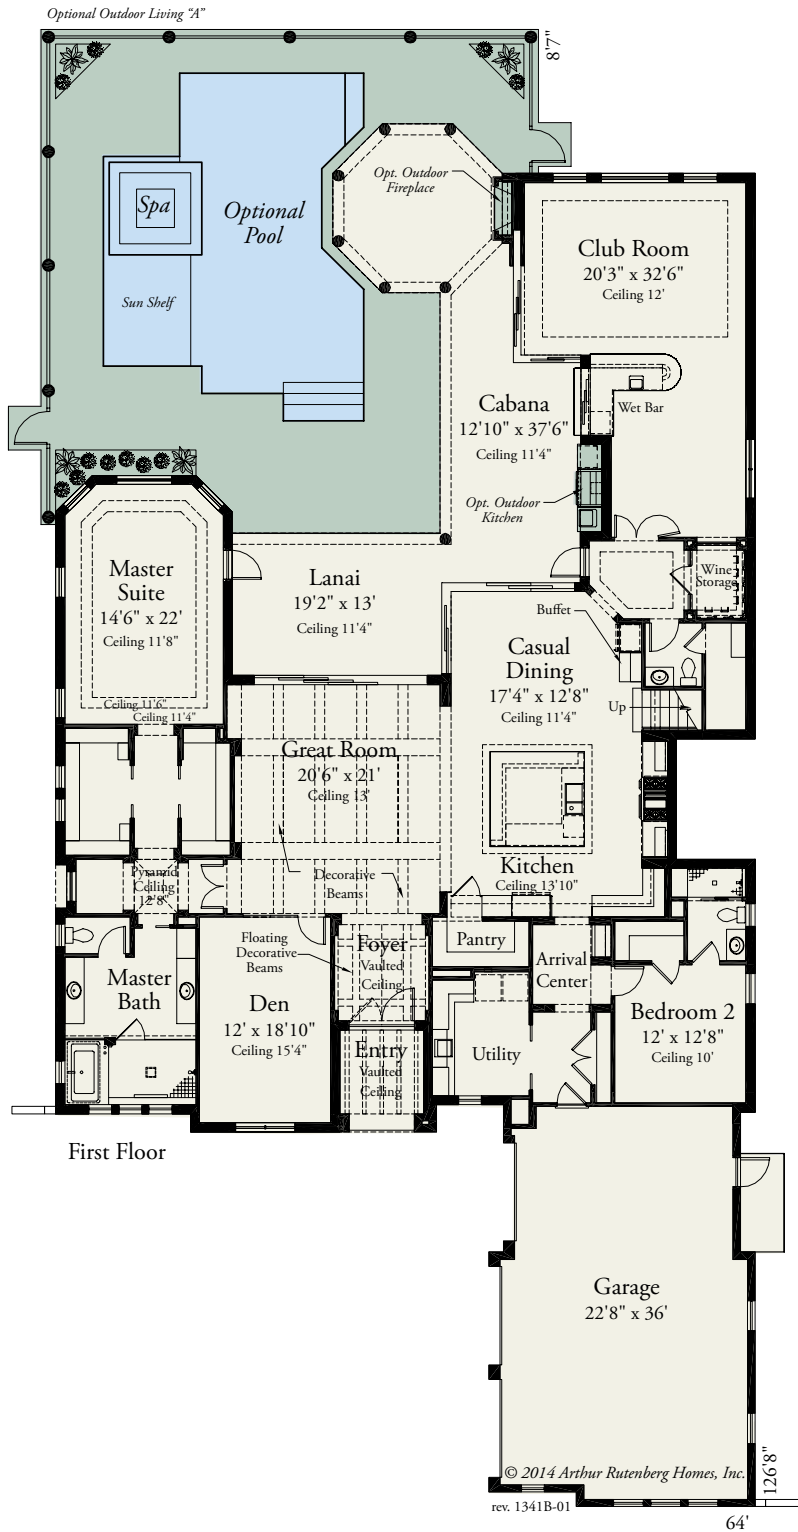 Optional Outdoor Living “A”
8'7"
Opt. Outdoor
Fireplace
Spa
Optional
Pool
Sun Shelf
Club Room
20'3" x 32'6"
Ceiling 12'
Cabana
12'10" x 37'6"
Ceiling 11'4"
Wet Bar
Opt. Outdoor
Kitchen
Master
Suite
14'6" x 22'
Ceiling 11'8"
Ceiling 11'6"
Ceiling 11'4"
Lanai
19'2" x 13'
Ceiling 11'4"
Wine
Storage
Buffet
Casual
Dining
17'4" x 12'8"
Ceiling 11'4"
Up
Great Room
20'6" x 21'
Ceiling 13'
Decorative
Beams
Kitchen
Ceiling 13'10"
Pyramid
Ceiling
12'8"
Master
Bath
Floating
Decorative
Beams
Den
12' x 18'10"
Ceiling 15'4"
Foyer
Vaulted
Ceiling
Entry
Vaulted
Ceiling
Pantry
Arrival
Center
Utility
Bedroom 2
12' x 12'8"
Ceiling 10'
First Floor
Garage
22'8" x 36'
© 2014 Arthur Rutenberg Homes, Inc.
rev. 1341B-01
126'8"
64'